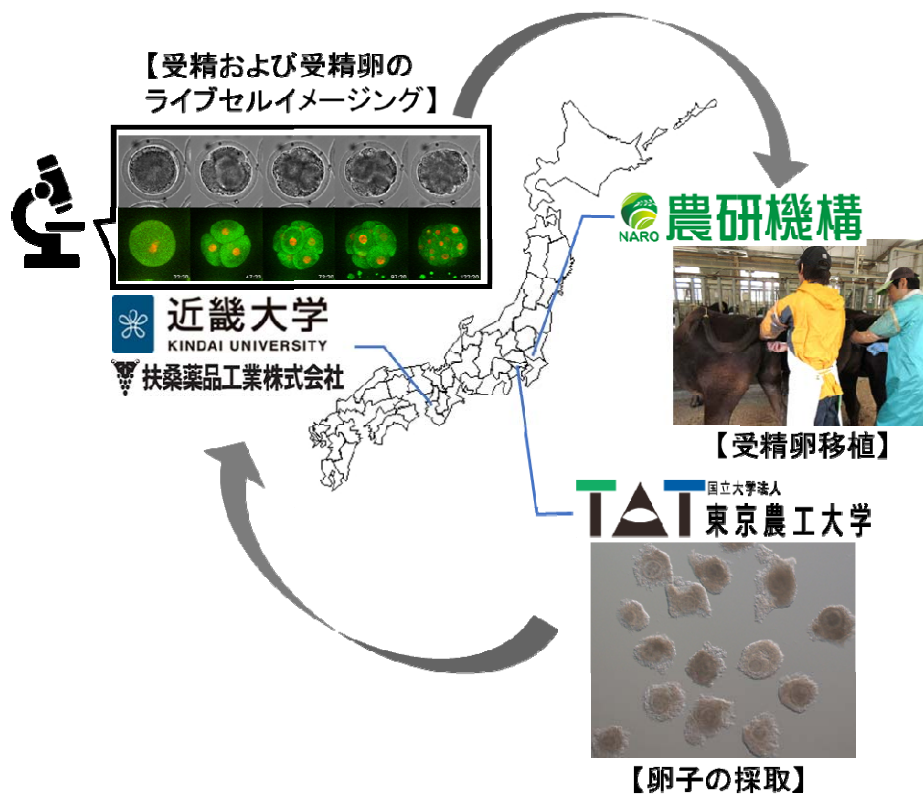 【受精および受精卵の
ライブセルイメージング】
近畿大学
KINDAI UNIVERSITY
扶桑薬品工業株式会社
NARO
農研機構
【受精卵移植】
TAT
国立大学法人
東京農工大学
【卵子の採取】